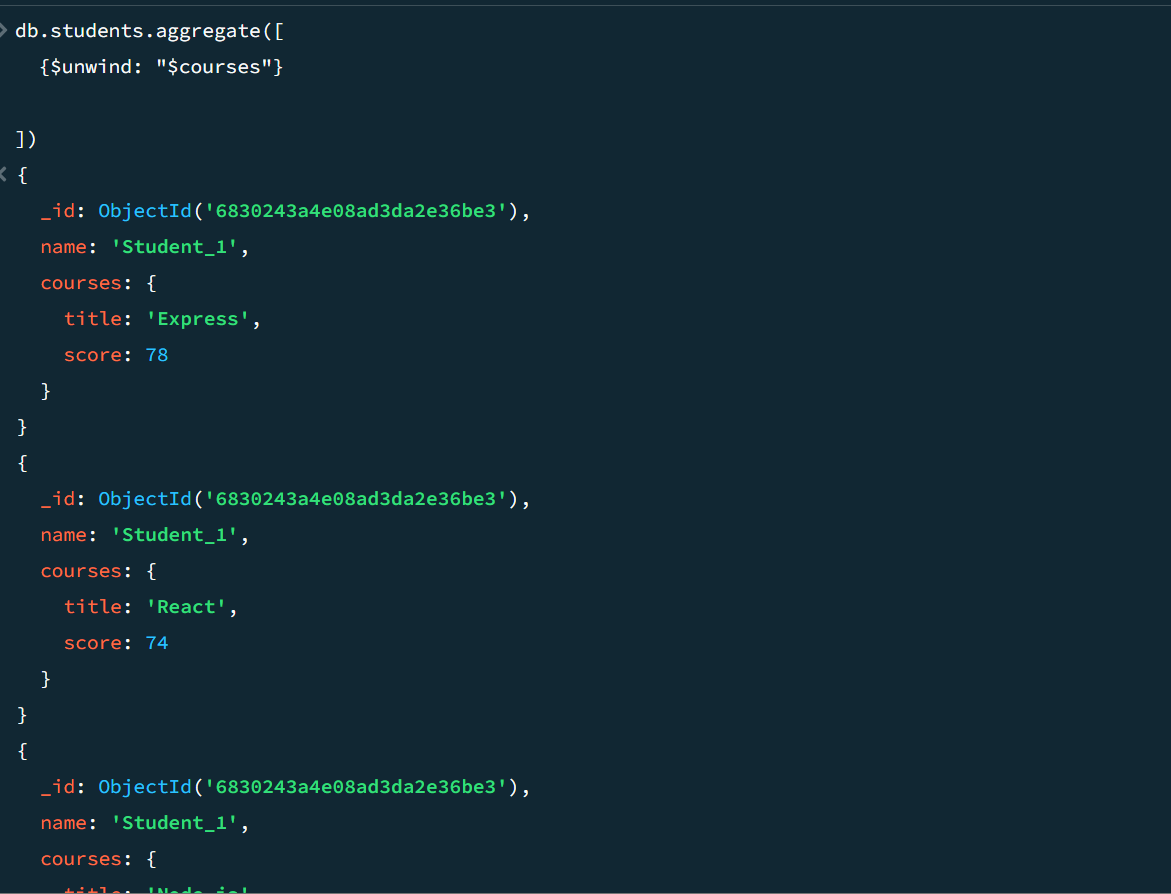 db.students.aggregate([
{$unwind: "$courses"}
])
{
_id: ObjectId('6830243a4e08ad3da2e36be3'),
name: 'Student_1',
courses: {
title: 'Express',
score: 78
}
}
{
_id: ObjectId('6830243a4e08ad3da2e36be3'),
name: 'Student_1',
courses: {
title: 'React',
score: 74
}
}
{
_id: ObjectId('6830243a4e08ad3da2e36be3'),
name: 'Student_1',
courses: {